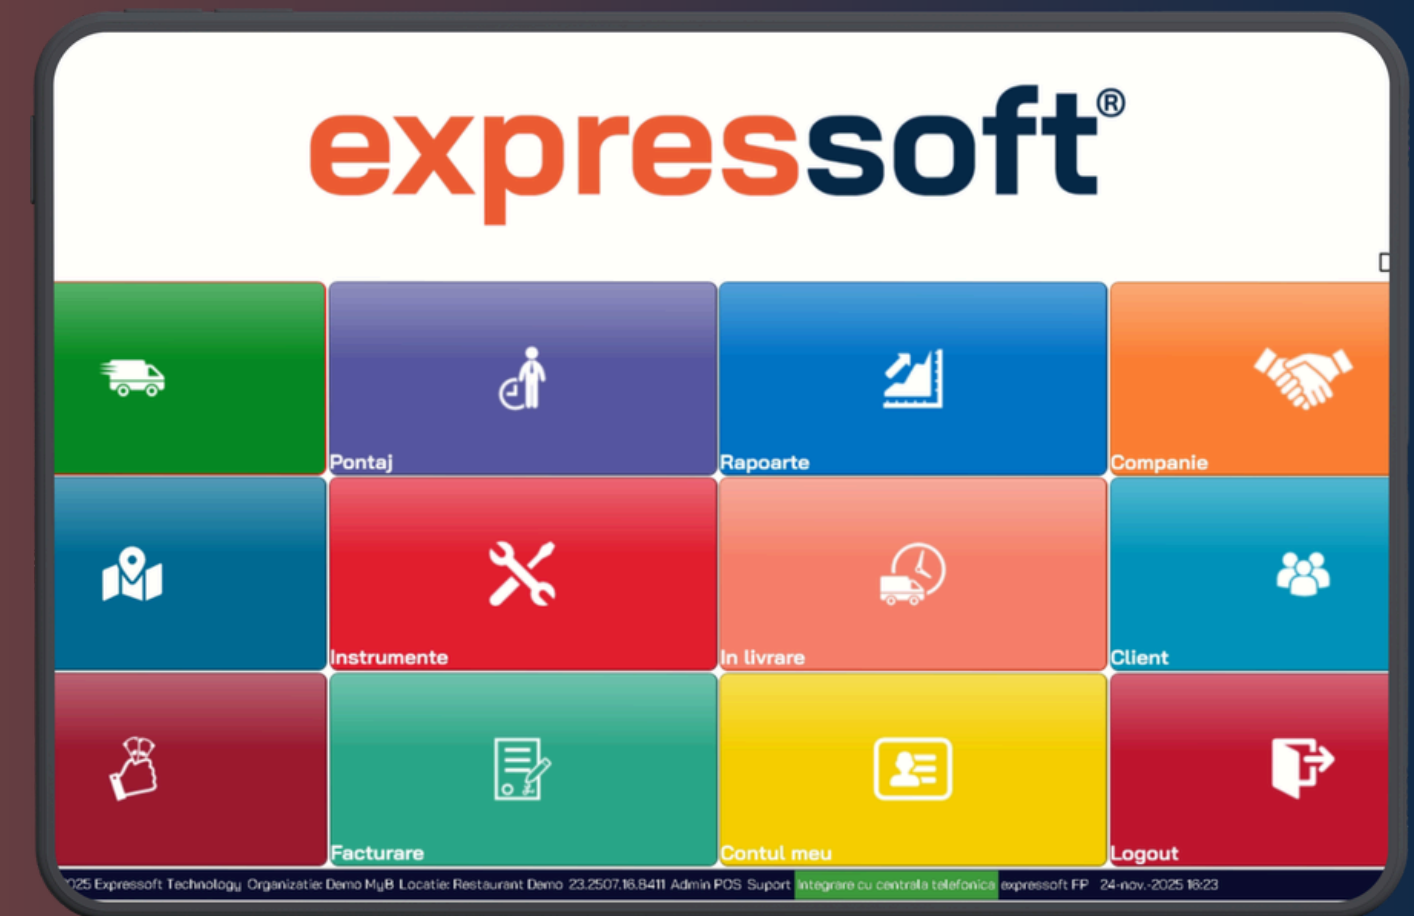 expressoft®
Pontaj
Rapoarte
Companie
Instrumente
In livrare
Client
Facturare
Contul meu
Logout
025 Expressoft Technology Organizatie: Demo MyB Locatie: Restaurant Demo 23.2507.16.8411 Admin POS Suport Integrare cu centrala telefonica expressoft FP 24-nov.-2025 16:23